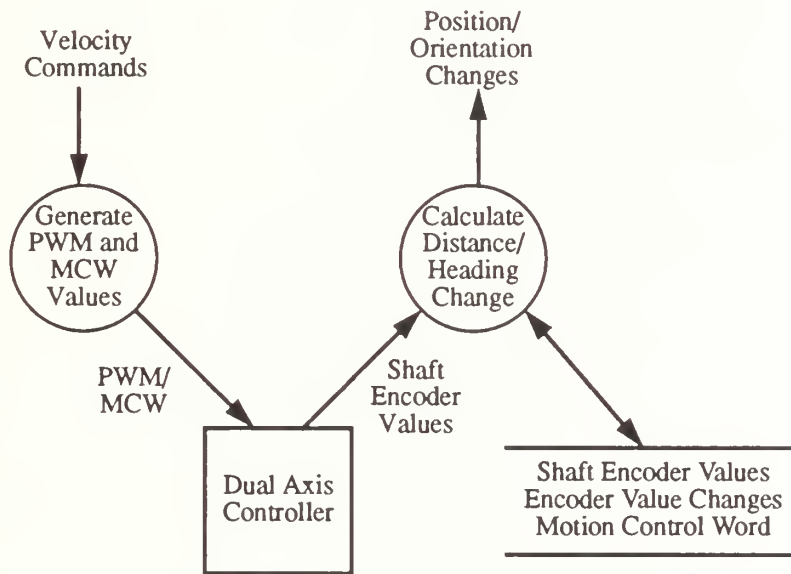 Velocity
Commands
Position/
Orientation
Changes
Generate
PWM and
MCW
Values
Calculate
Distance/
Heading
Change
PWM/
MCW
Shaft
Encoder
Values
Dual Axis
Controller
Shaft Encoder Values
Encoder Value Changes
Motion Control Word